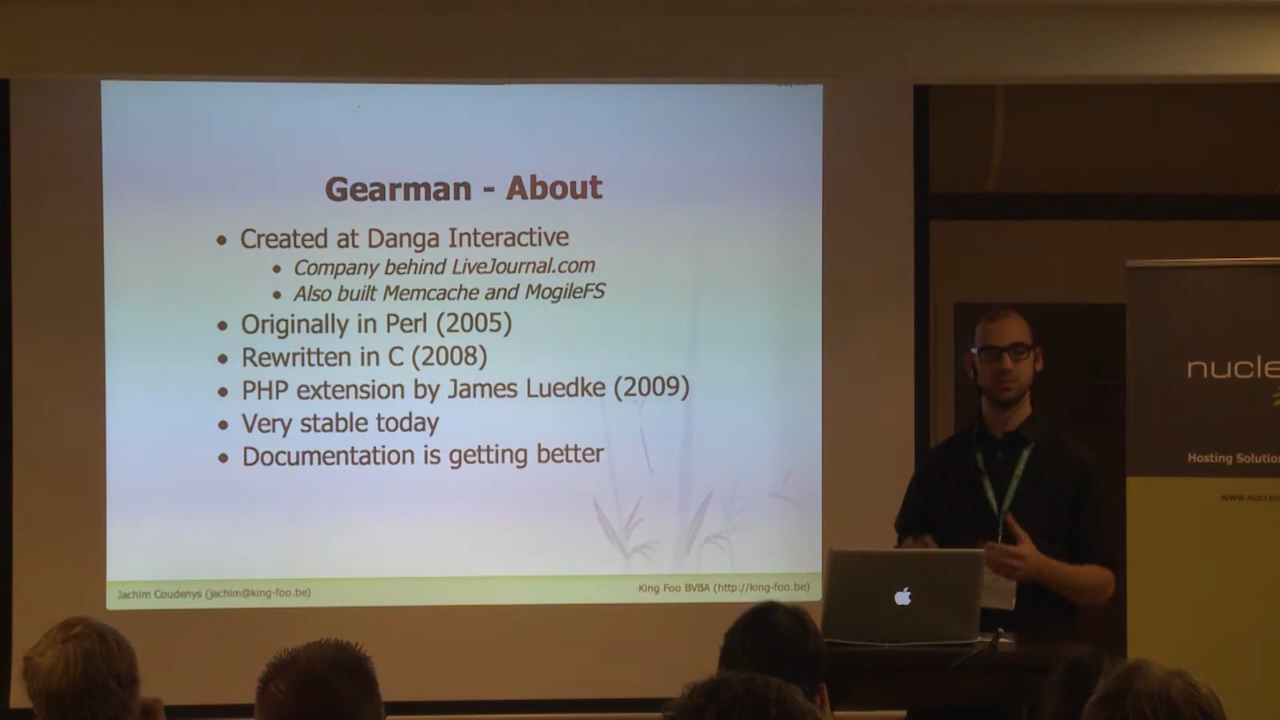 Gearman - About
• Created at Danga Interactive
• Company behind LiveJournal.com
• Also built Memcache and MogileFS
• Originally in Perl (2005)
• Rewritten in C (2008)
• PHP extension by James Luedke (2009)
• Very stable today
• Documentation is getting better
Jachim Coudenys (jachim@king-foo.be)
King Foo BVBA (http://king-foo.be)
nucle
Hosting Solutio